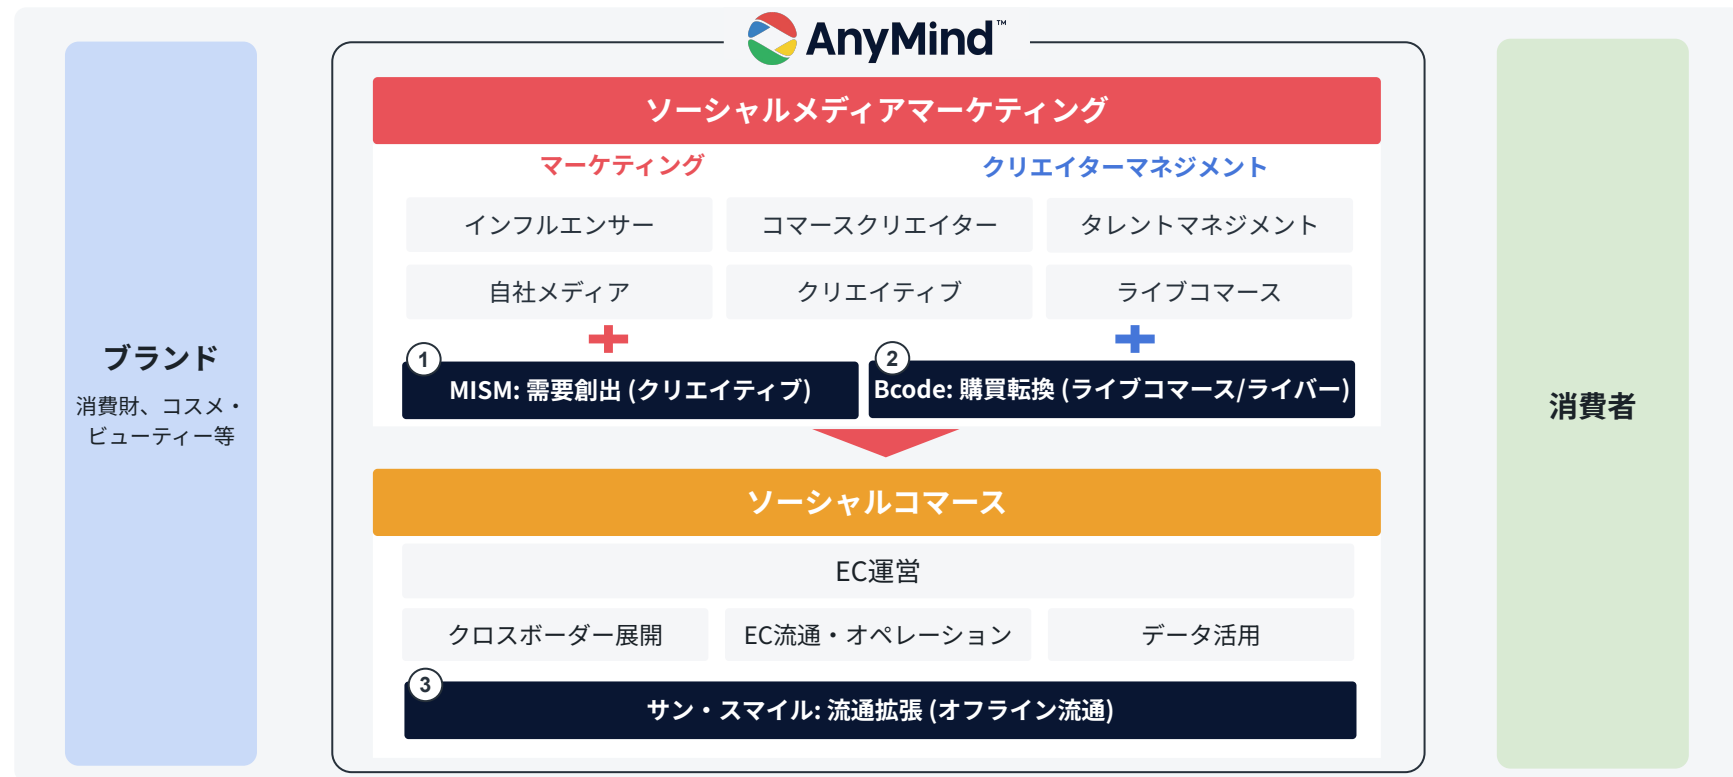 AnyMind™
ソーシャルメディアマーケティング
マーケティング
クリエイターマネジメント
インフルエンサー
コマースクリエイター
タレントマネジメント
自社メディア
クリエイティブ
ライブコマース
1
MISM: 需要創出 (クリエイティブ)
2
Bcode: 購買転換 (ライブコマース/ライバー)
ブランド
消費財、コスメ・
ビューティー等
消費者
ソーシャルコマース
EC運営
クロスボーダー展開
EC流通・オペレーション
データ活用
3
サン・スマイル: 流通拡張 (オフライン流通)